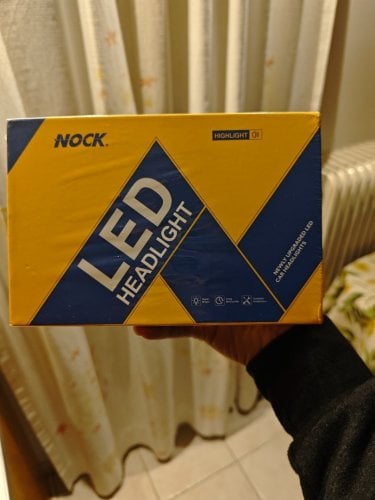 NOCK.
HIGHLIGHT
LED
HEADLIGHT
NEWLY UPGRADED LED
CAR HEADLIGHTS